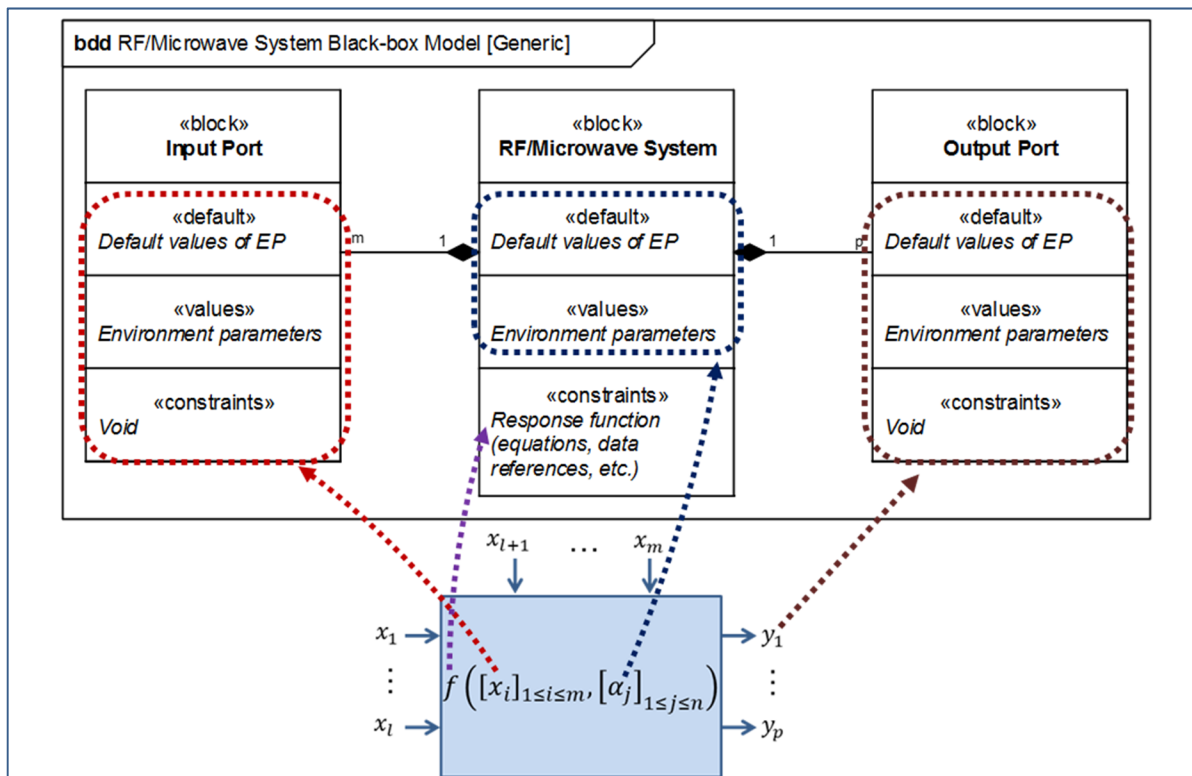 bdd RF/Microwave System Black-box Model [Generic]
«block»
Input Port
«default»
Default values of EP
«values»
Environment parameters
«constraints»
Void
m
1
«block»
RF/Microwave System
«default»
Default values of EP
«values»
Environment parameters
«constraints»
Response function
(equations, data
references, etc.)
1
p
«block»
Output Port
«default»
Default values of EP
«values»
Environment parameters
«constraints»
Void
x_{l+1} ... x_m
x_1
⋮
x_l
f([x_i]_{1≤i≤m}, [α_j]_{1≤j≤n})
y_1
⋮
y_p